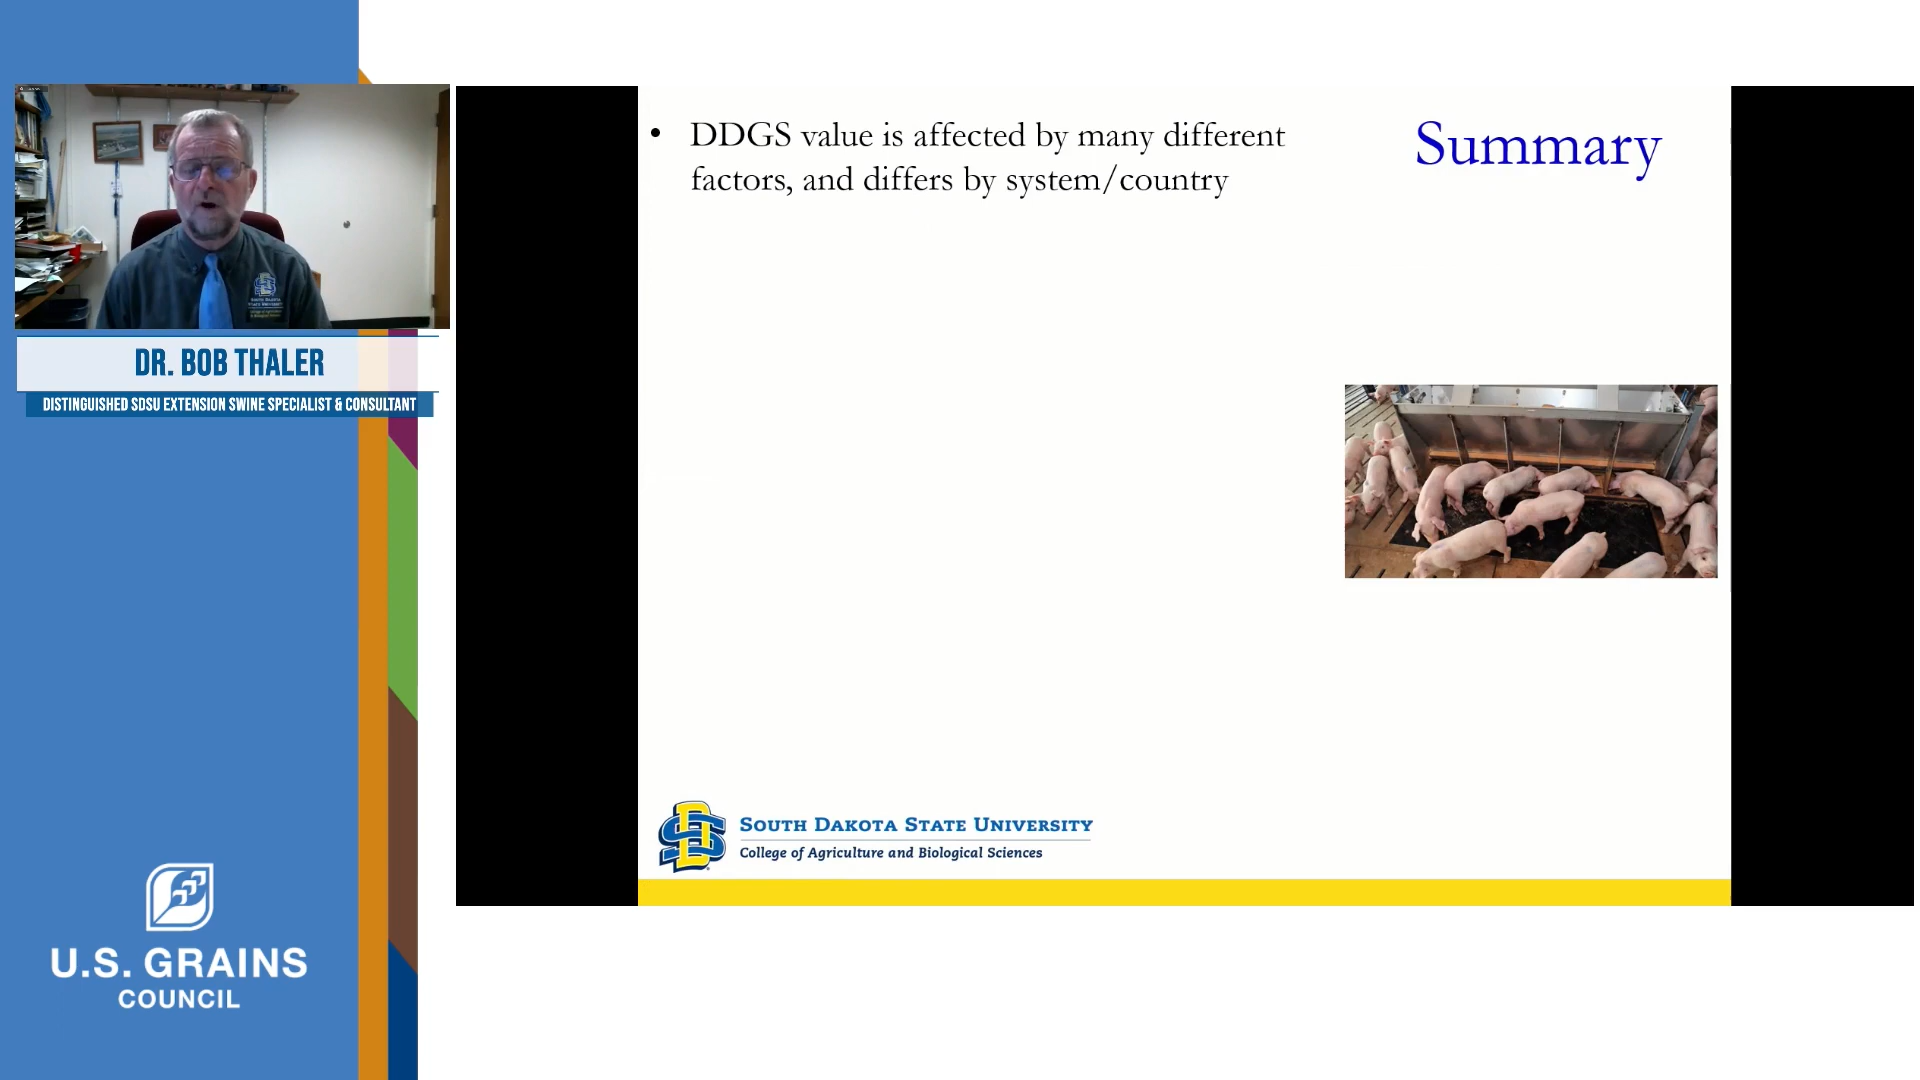 DR. BOB THALER
DISTINGUISHED SDSU EXTENSION SWINE SPECIALIST & CONSULTANT
U.S. GRAINS
COUNCIL
Summary
• DDGS value is affected by many different
factors, and differs by system/country
SOUTH DAKOTA STATE UNIVERSITY
College of Agriculture and Biological Sciences